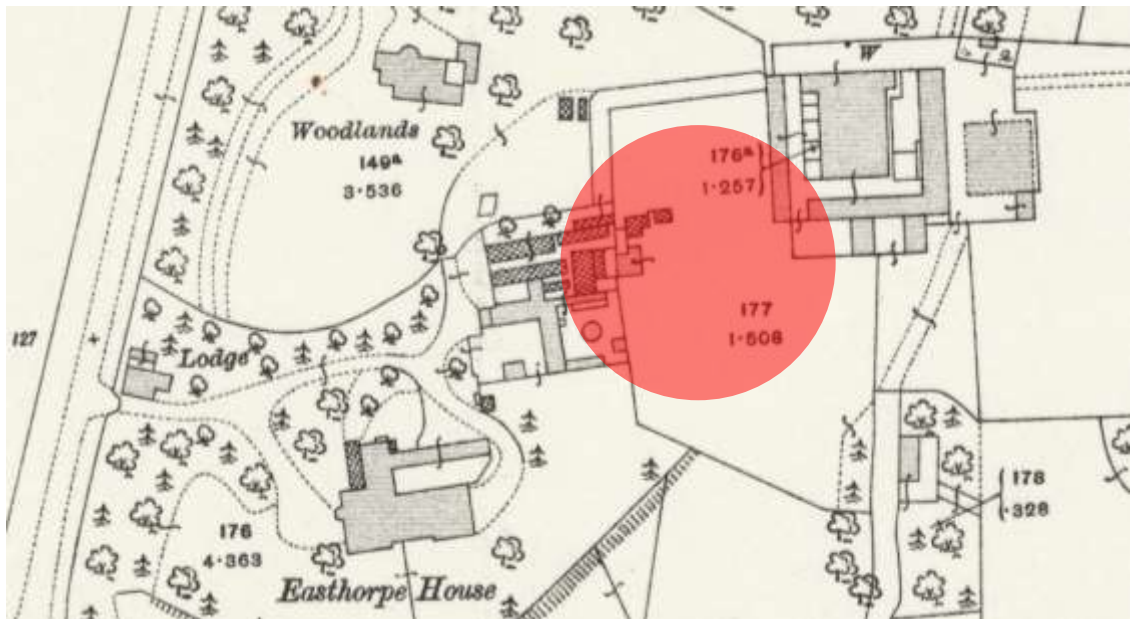 W
Woodlands
149a
3·536
176a
1·257
177
1·508
127
Lodge
178
·328
176
4·363
Easthorpe House